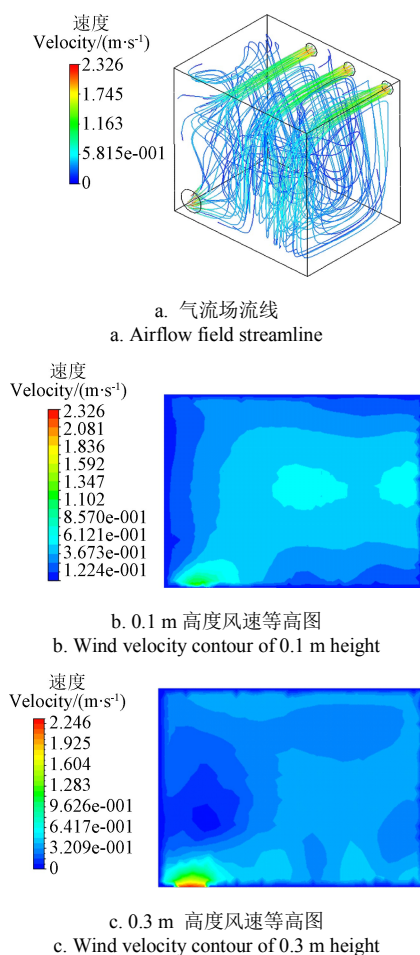 速度
Velocity/(m·s-1)
2.326
1.745
1.163
5.815e-001
0
a. 气流场流线
a. Airflow field streamline
速度
Velocity/(m·s-1)
2.326
2.081
1.836
1.592
1.347
1.102
8.570e-001
6.121e-001
3.673e-001
1.224e-001
b. 0.1 m 高度风速等高图
b. Wind velocity contour of 0.1 m height
速度
Velocity/(m·s-1)
2.246
1.925
1.604
1.283
9.626e-001
6.417e-001
3.209e-001
0
c. 0.3 m 高度风速等高图
c. Wind velocity contour of 0.3 m height